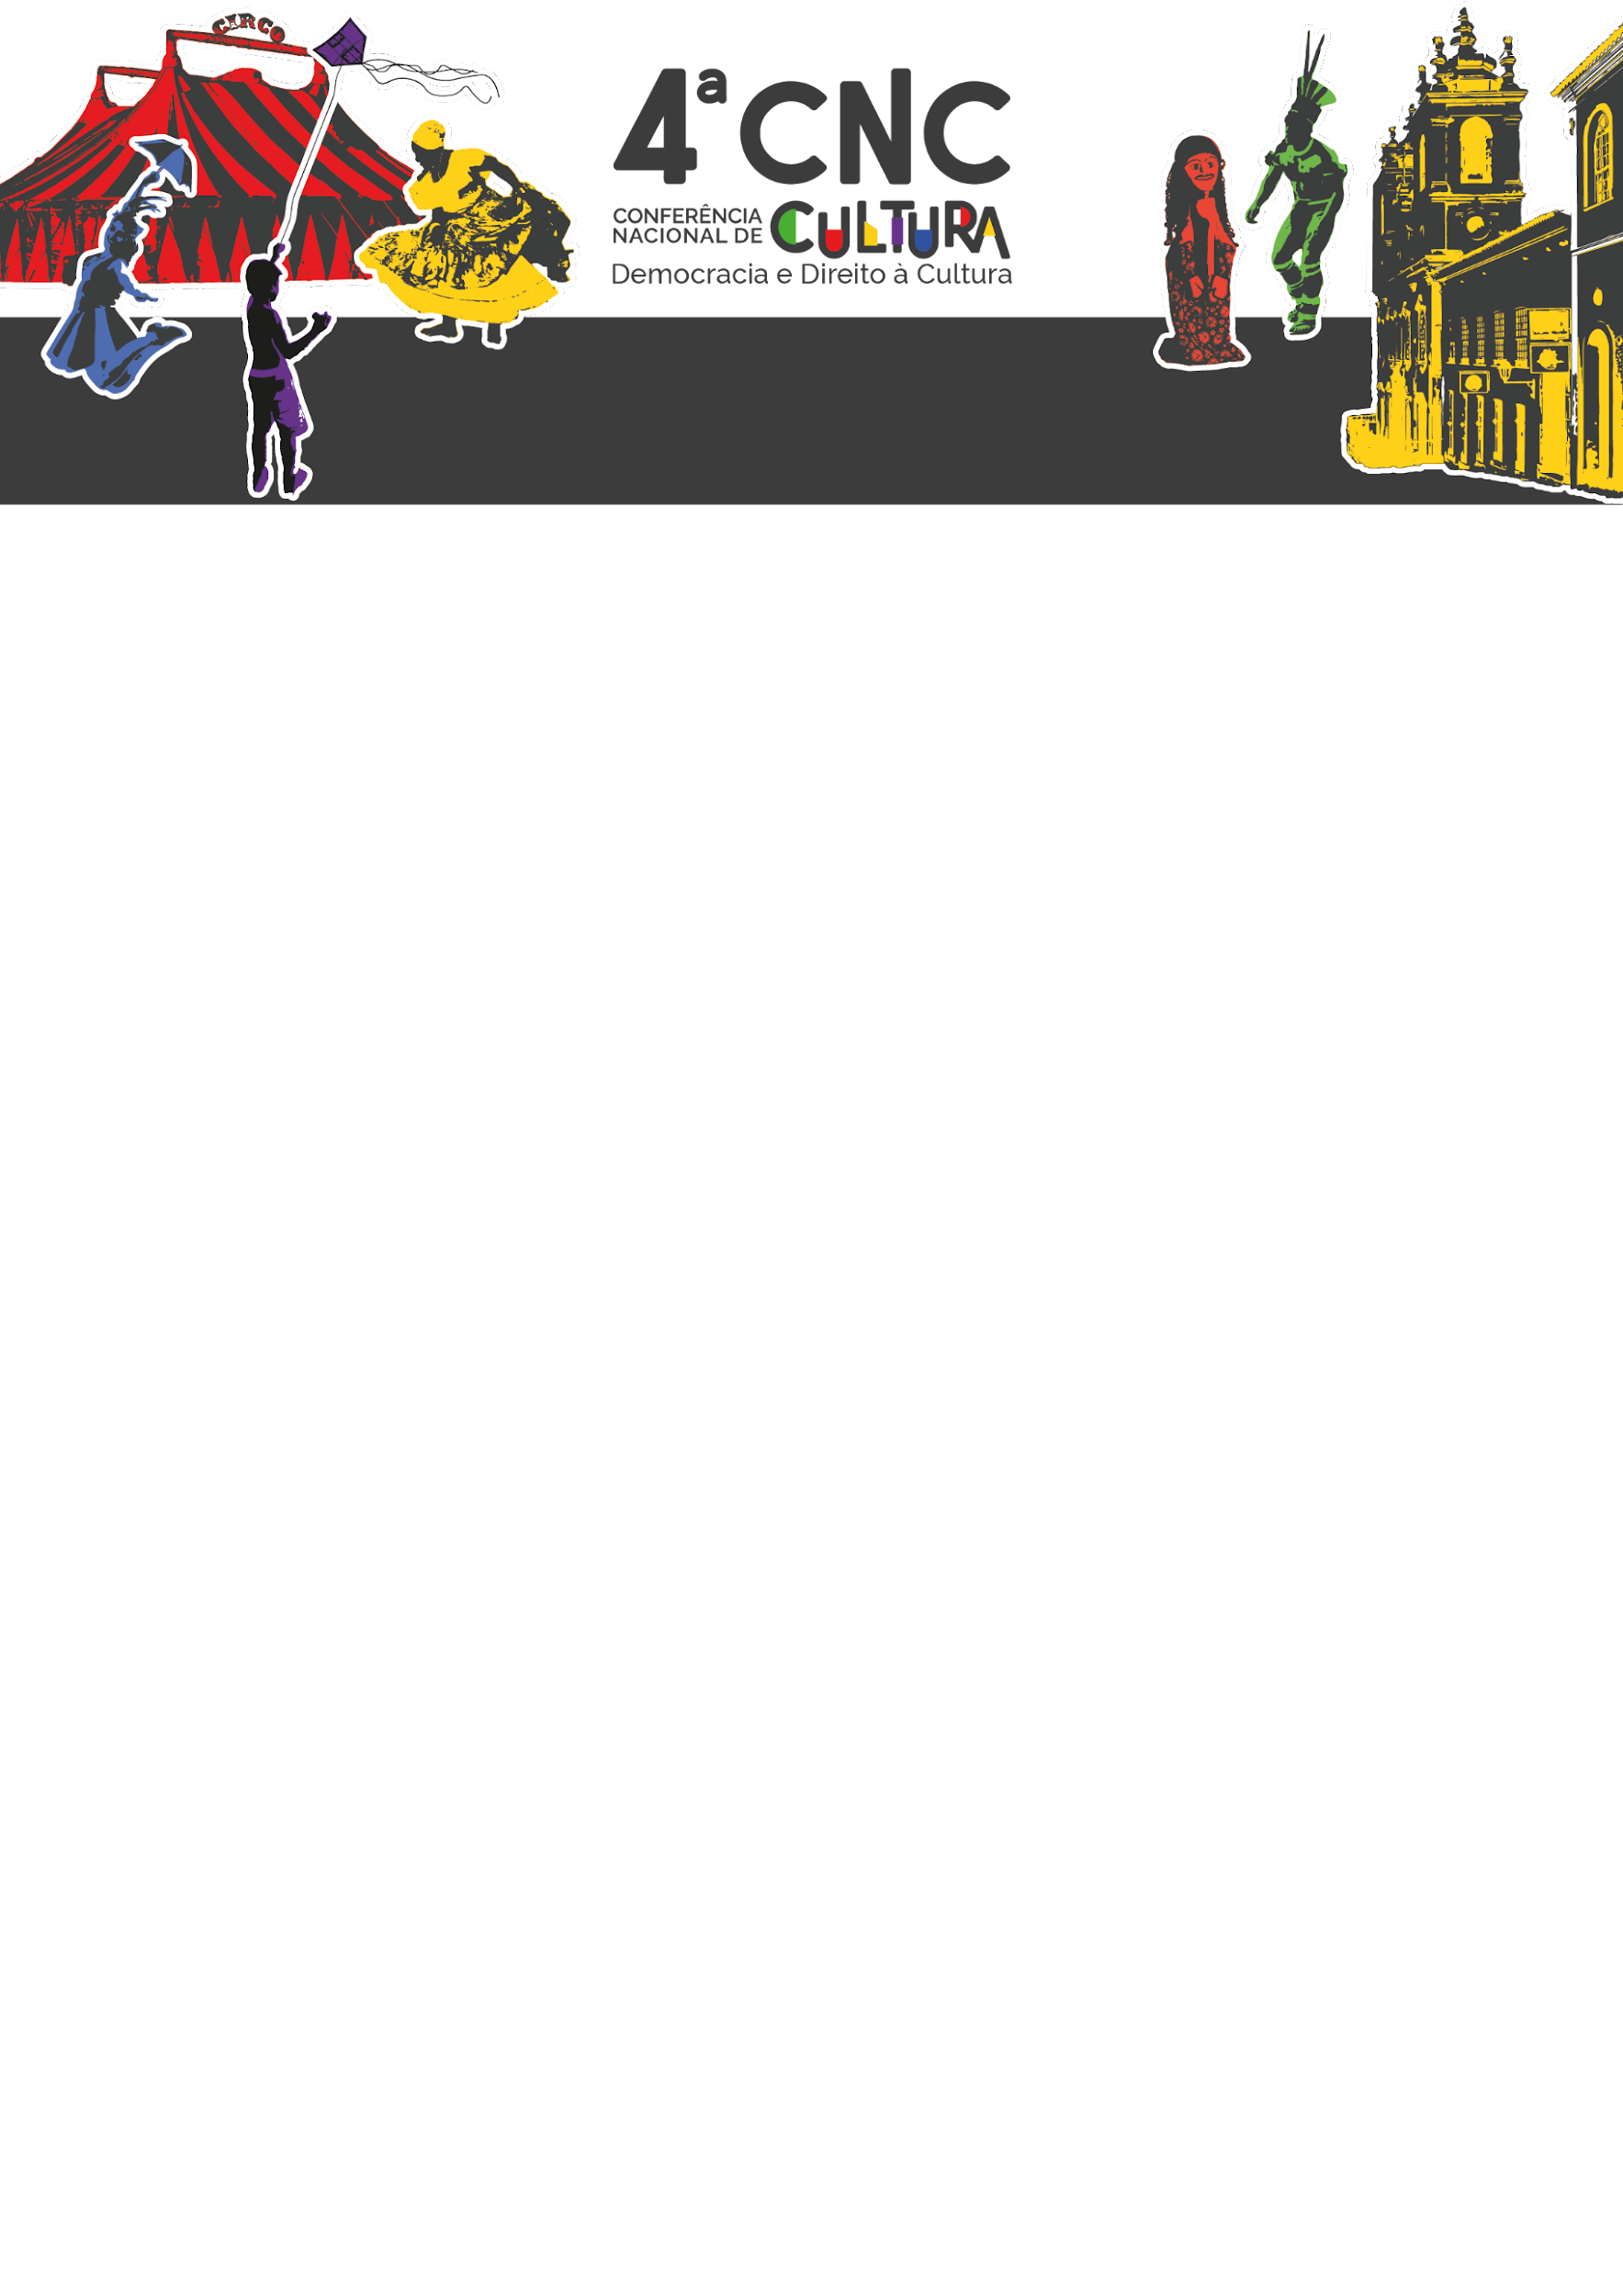 CIRCO
4ª CNC
CONFERÊNCIA
NACIONAL DE
CULTURA
Democracia e Direito à Cultura